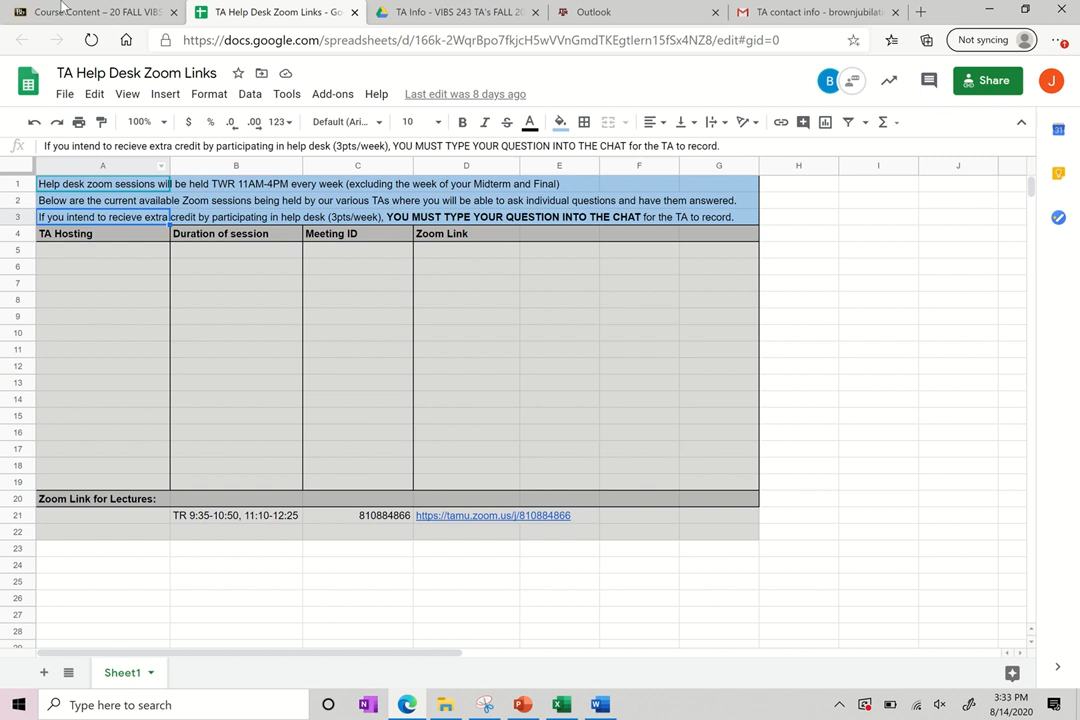 Course Content – 20 FALL VIBS
TA Help Desk Zoom Links - Go
TA Info - VIBS 243 TA's FALL 20
Outlook
TA contact info - brownjubilat
https://docs.google.com/spreadsheets/d/166k-2WqrBpo7fkjcH5wVVnGmdTKEgtIern15fSx4NZ8/edit#gid=0
Not syncing
TA Help Desk Zoom Links
B
Share
J
File Edit View Insert Format Data Tools Add-ons Help Last edit was 8 days ago
100% $ % .0 .00 123 Default (Ari... 10 B I S A
fx If you intend to recieve extra credit by participating in help desk (3pts/week), YOU MUST TYPE YOUR QUESTION INTO THE CHAT for the TA to record.
A B C D E F G H I J
1 Help desk zoom sessions will be held TWR 11AM-4PM every week (excluding the week of your Midterm and Final)
2 Below are the current available Zoom sessions being held by our various TAs where you will be able to ask individual questions and have them answered.
3 If you intend to recieve extra credit by participating in help desk (3pts/week), YOU MUST TYPE YOUR QUESTION INTO THE CHAT for the TA to record.
4 TA Hosting Duration of session Meeting ID Zoom Link
5
6
7
8
9
10
11
12
13
14
15
16
17
18
19
20 Zoom Link for Lectures:
21 TR 9:35-10:50, 11:10-12:25 810884866 https://tamu.zoom.us/j/810884866
22
23
24
25
26
27
28
29
Sheet1
Type here to search
3:33 PM
8/14/2020